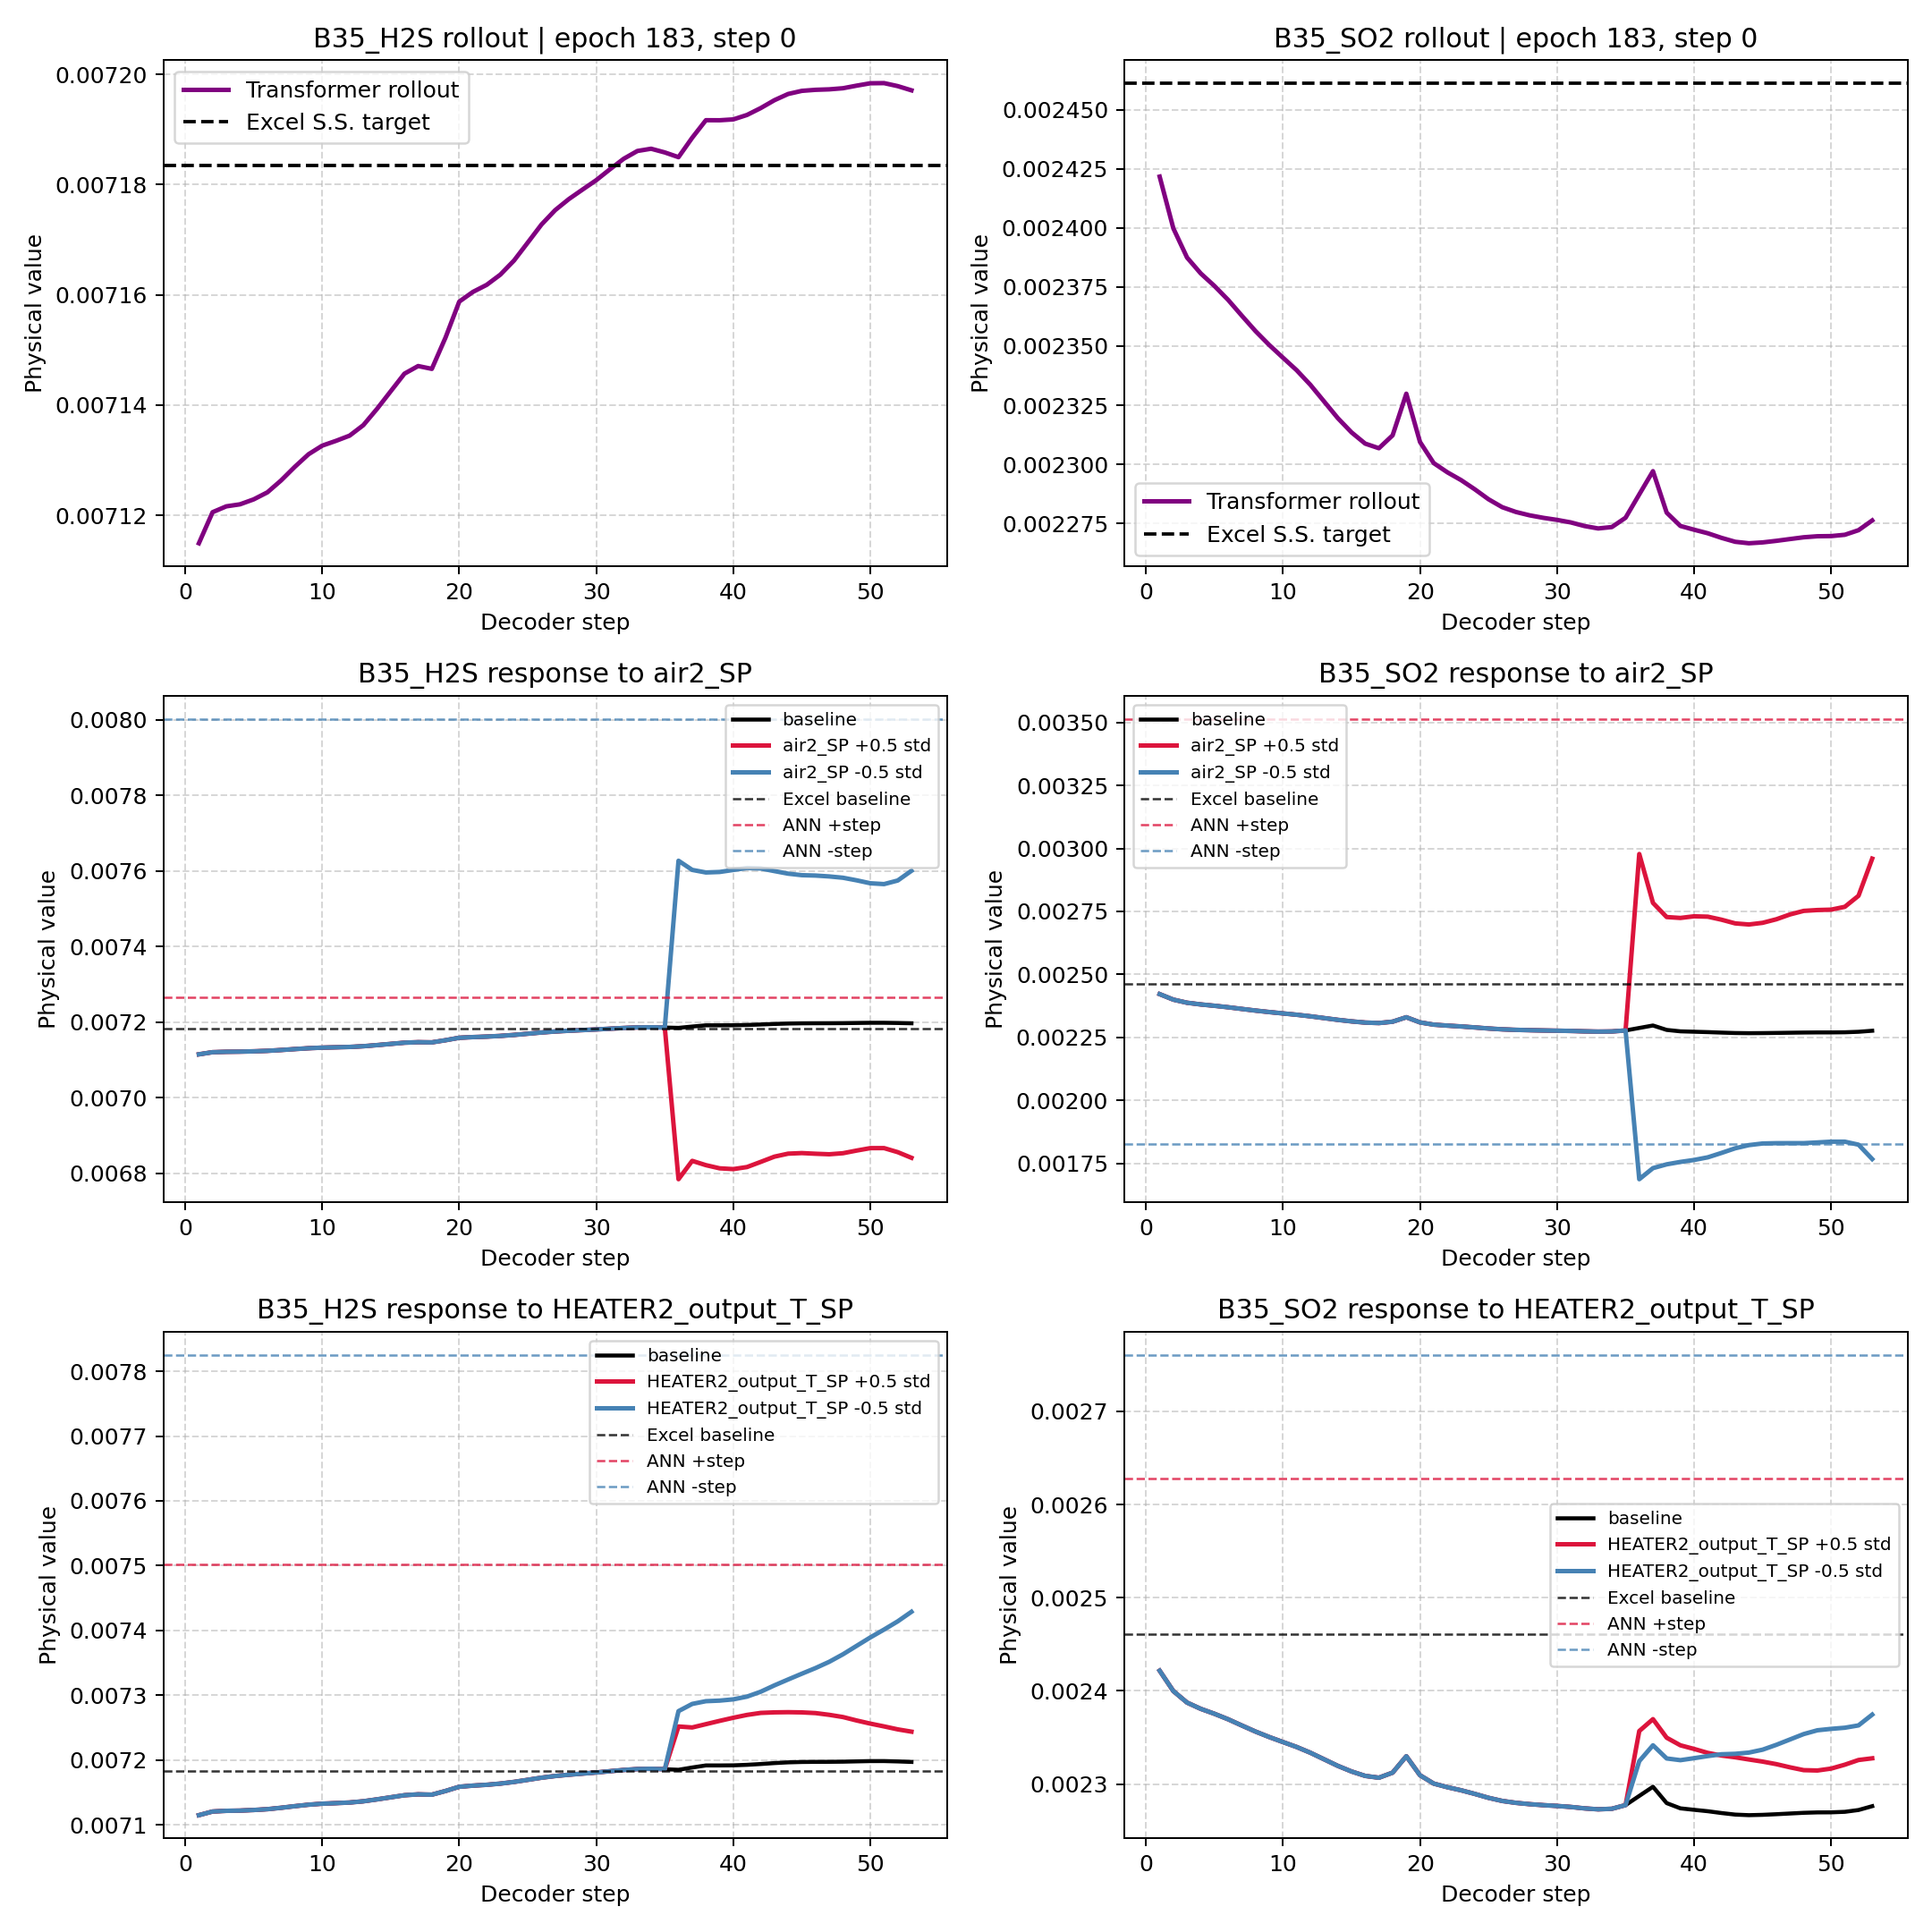 B35_H2S rollout | epoch 183, step 0
0.00720
0.00718
0.00716
0.00714
0.00712
Physical value
Transformer rollout
Excel S.S. target
0 10 20 30 40 50
Decoder step
B35_SO2 rollout | epoch 183, step 0
0.002450
0.002425
0.002400
0.002375
0.002350
0.002325
0.002300
0.002275
Physical value
Transformer rollout
Excel S.S. target
0 10 20 30 40 50
Decoder step
B35_H2S response to air2_SP
0.0080
0.0078
0.0076
0.0074
0.0072
0.0070
0.0068
Physical value
baseline
air2_SP +0.5 std
air2_SP -0.5 std
Excel baseline
ANN +step
ANN -step
0 10 20 30 40 50
Decoder step
B35_SO2 response to air2_SP
0.00350
0.00325
0.00300
0.00275
0.00250
0.00225
0.00200
0.00175
Physical value
baseline
air2_SP +0.5 std
air2_SP -0.5 std
Excel baseline
ANN +step
ANN -step
0 10 20 30 40 50
Decoder step
B35_H2S response to HEATER2_output_T_SP
0.0078
0.0077
0.0076
0.0075
0.0074
0.0073
0.0072
0.0071
Physical value
baseline
HEATER2_output_T_SP +0.5 std
HEATER2_output_T_SP -0.5 std
Excel baseline
ANN +step
ANN -step
0 10 20 30 40 50
Decoder step
B35_SO2 response to HEATER2_output_T_SP
0.0027
0.0026
0.0025
0.0024
0.0023
Physical value
baseline
HEATER2_output_T_SP +0.5 std
HEATER2_output_T_SP -0.5 std
Excel baseline
ANN +step
ANN -step
0 10 20 30 40 50
Decoder step